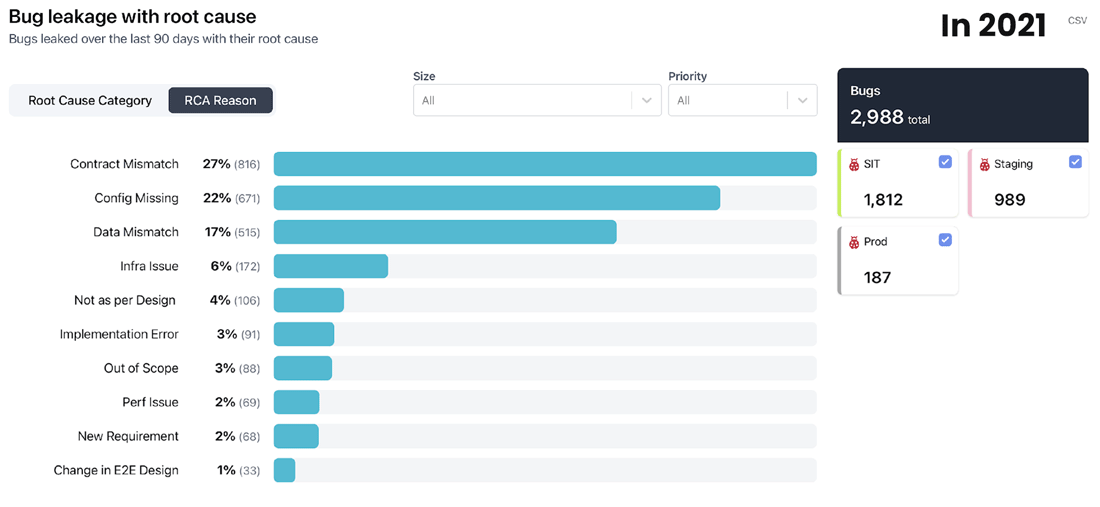 Bug leakage with root cause
Bugs leaked over the last 90 days with their root cause
In 2021
CSV
Root Cause Category
RCA Reason
Size
All
Priority
All
Bugs
2,988 total
SIT
1,812
Staging
989
Prod
187
Contract Mismatch 27% (816)
Config Missing 22% (671)
Data Mismatch 17% (515)
Infra Issue 6% (172)
Not as per Design 4% (106)
Implementation Error 3% (91)
Out of Scope 3% (88)
Perf Issue 2% (69)
New Requirement 2% (68)
Change in E2E Design 1% (33)